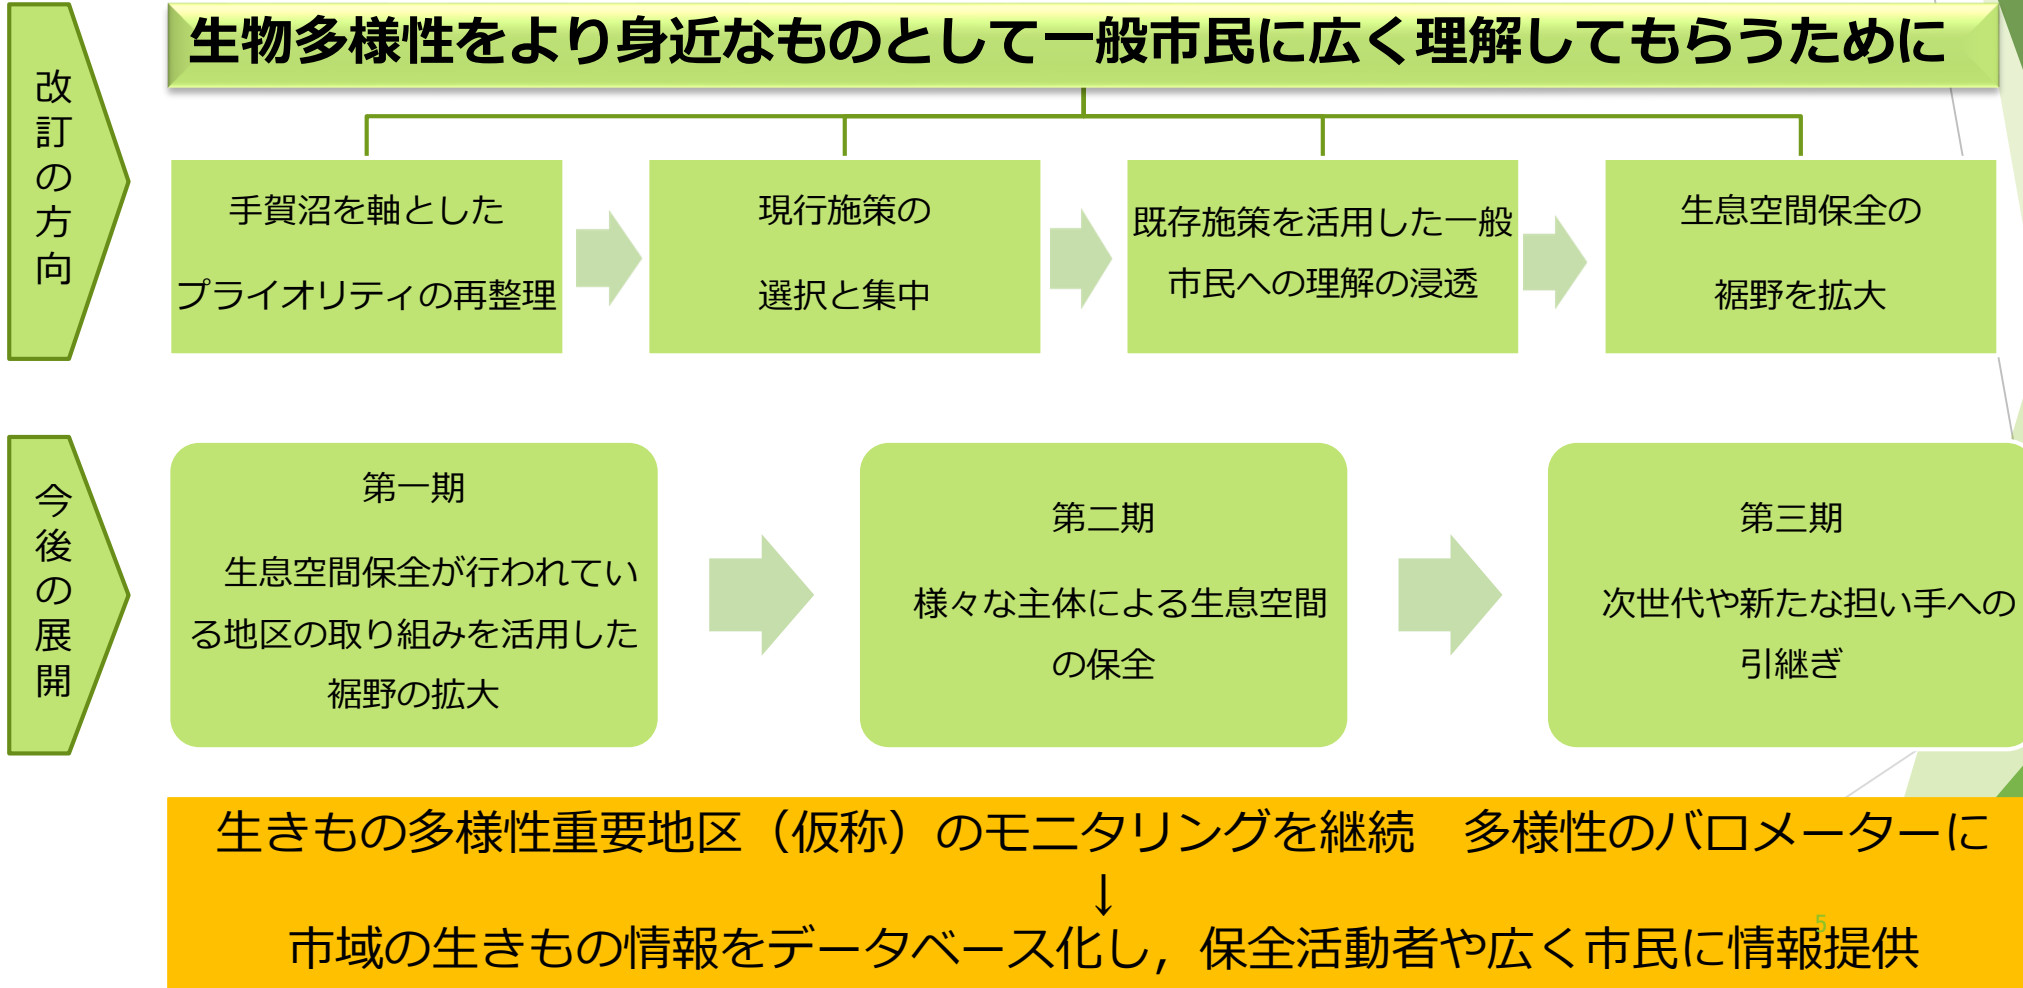 生物多様性をより身近なものとして一般市民に広く理解してもらうために
改訂の方向
手賀沼を軸とした
プライオリティの再整理
現行施策の
選択と集中
既存施策を活用した一般
市民への理解の浸透
生息空間保全の
裾野を拡大
今後の展開
第一期
生息空間保全が行われてい
る地区の取り組みを活用した
裾野の拡大
第二期
様々な主体による生息空間
の保全
第三期
次世代や新たな担い手への
引継ぎ
生きもの多様性重要地区（仮称）のモニタリングを継続　多様性のバロメーターに
↓
市域の生きもの情報をデータベース化し，保全活動者や広く市民に情報提供
5